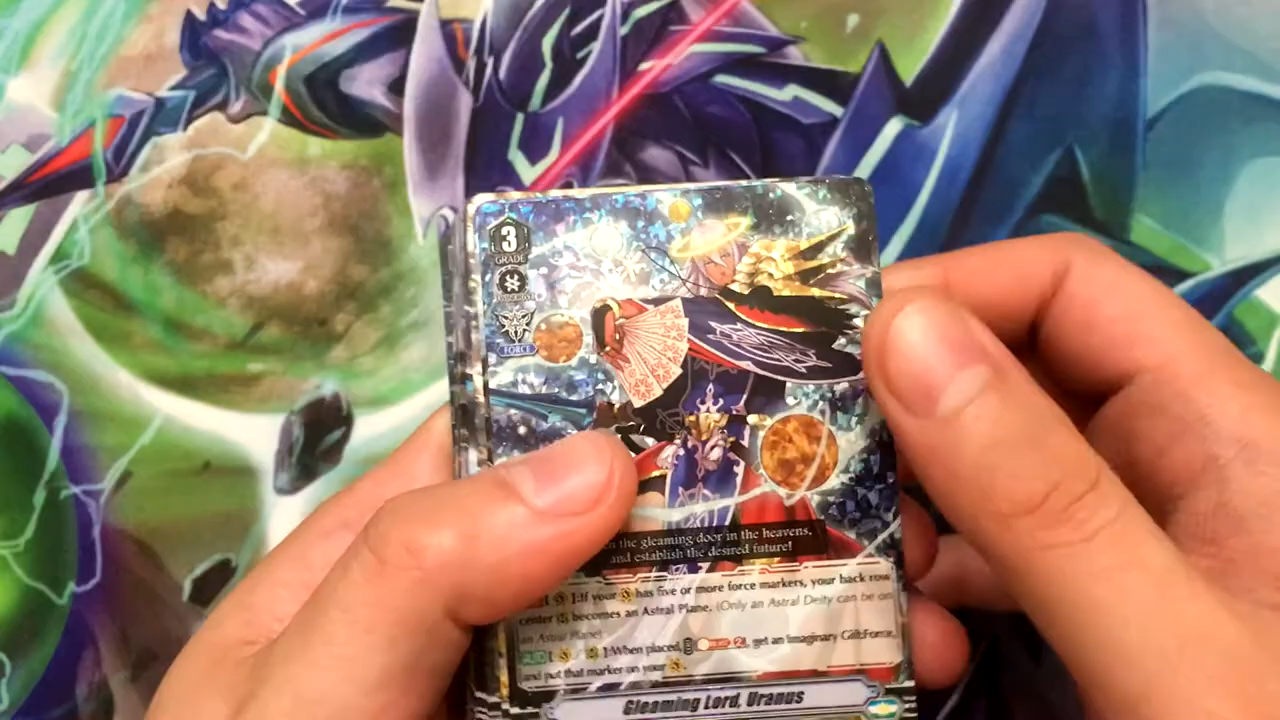 3
GRADE
FORCE
the gleaming door in the heavens,
and establish the desired future!
]:If your has five or more force markers, your back row
center becomes an Astral Plane. (Only an Astral Deity can be on
an Astral Plane)
]:When placed, get an Imaginary Gift:Force,
and put that marker on your
Gleaming Lord, Uranus